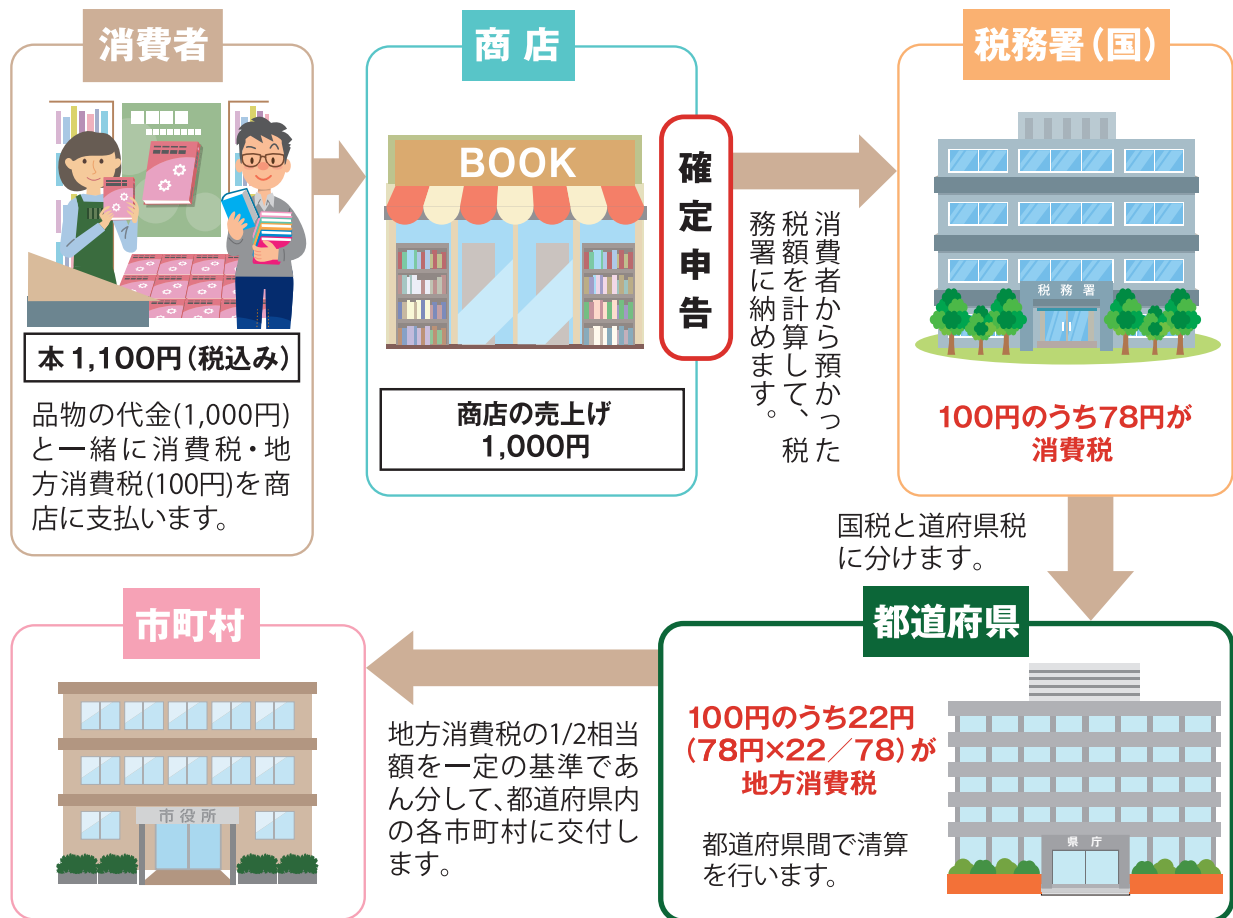 消費者
本1,100円(税込み)
品物の代金(1,000円)
と一緒に消費税・地
方消費税(100円)を商
店に支払います。
商店
BOOK
商店の売上げ
1,000円
確定申告
消費者から預かった
税額を計算して、税
務署に納めます。
税務署(国)
税務署
100円のうち78円が
消費税
国税と道府県税
に分けます。
都道府県
100円のうち22円
(78円×22/78)が
地方消費税
都道府県間で清算
を行います。
県庁
地方消費税の1/2相当
額を一定の基準であ
ん分して、都道府県内
の各市町村に交付し
ます。
市町村
市役所